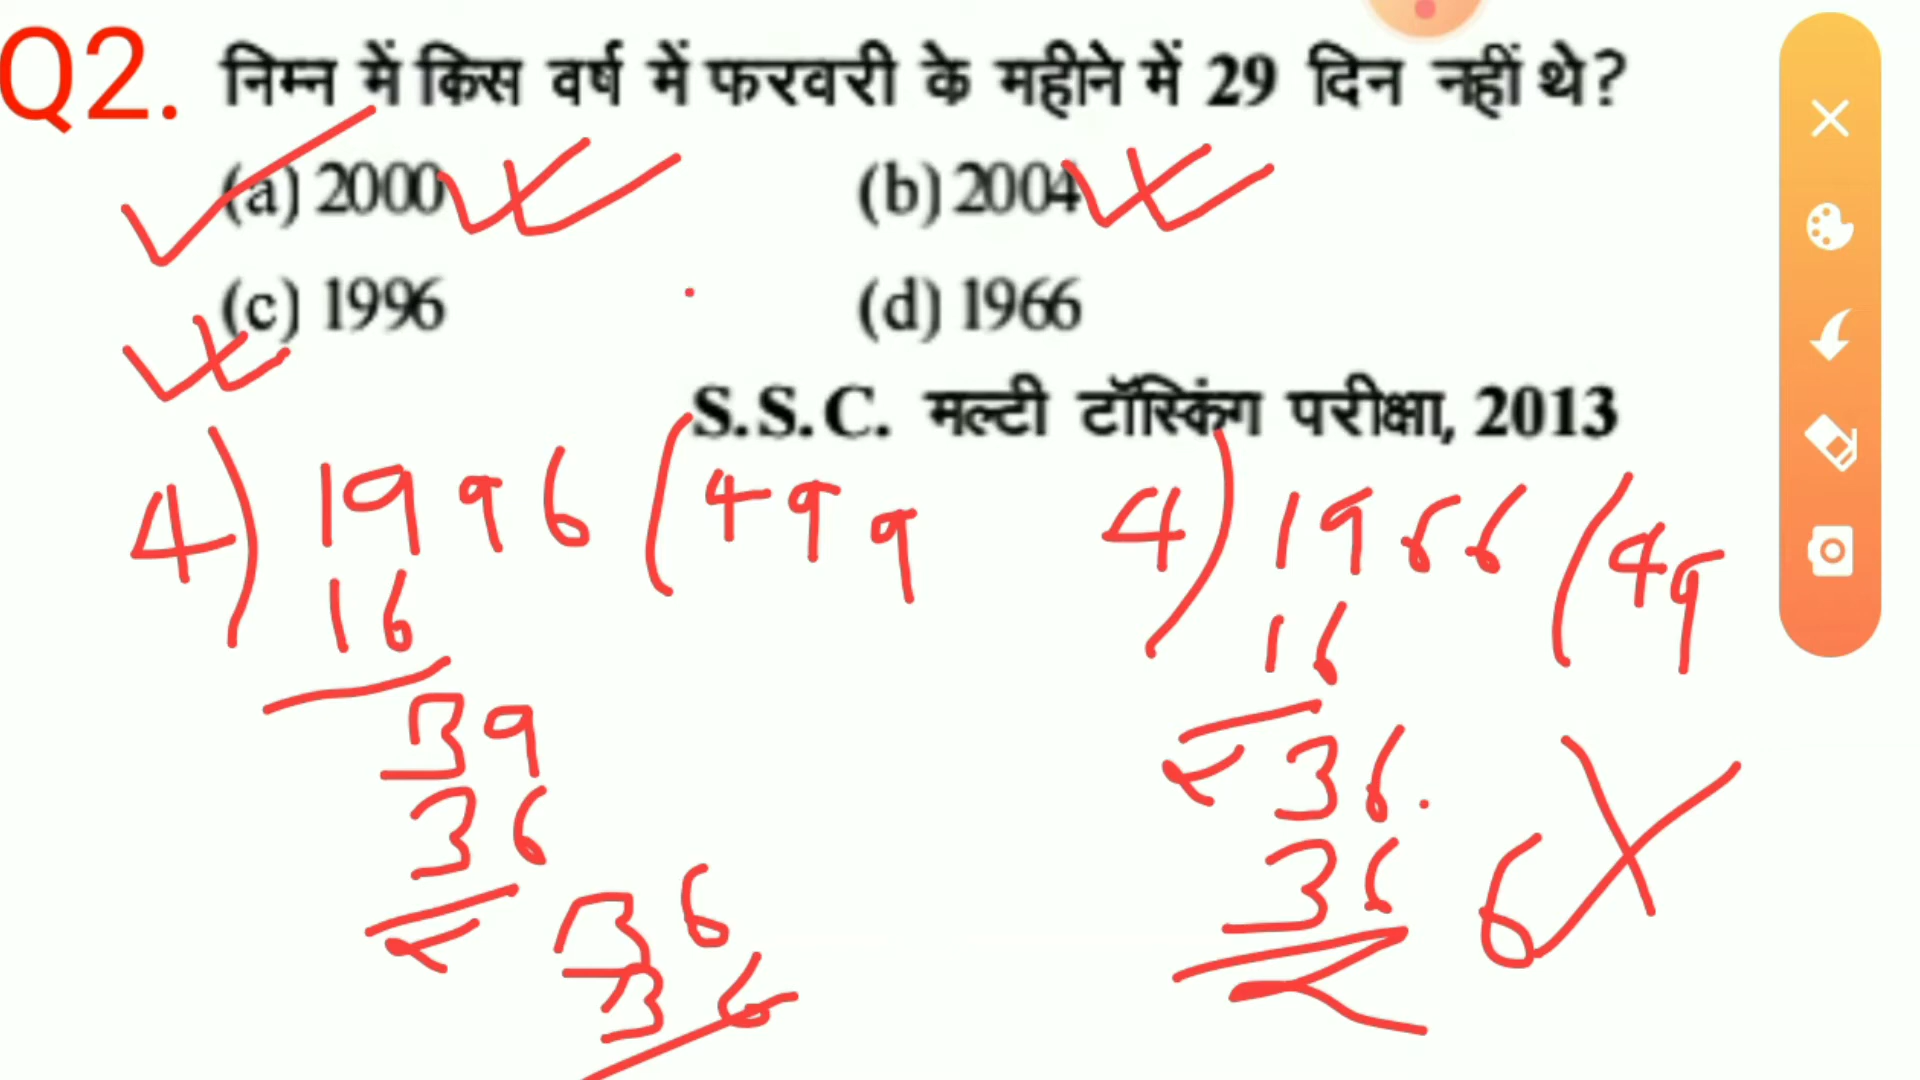 Q2. निम्न में किस वर्ष में फरवरी के महीने में 29 दिन नहीं थे?
(a) 2000 (b) 2004
(c) 1996 (d) 1966
S.S.C. मल्टी टॉस्किंग परीक्षा, 2013
4) 1996 (499
16
39
36
36
36
4) 1966 (49
16
36
36
6